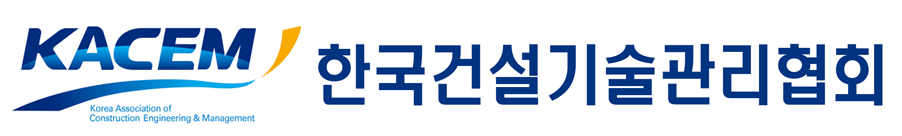 KACEM
Korea Association of
Construction Engineering & Management
한국건설기술관리협회